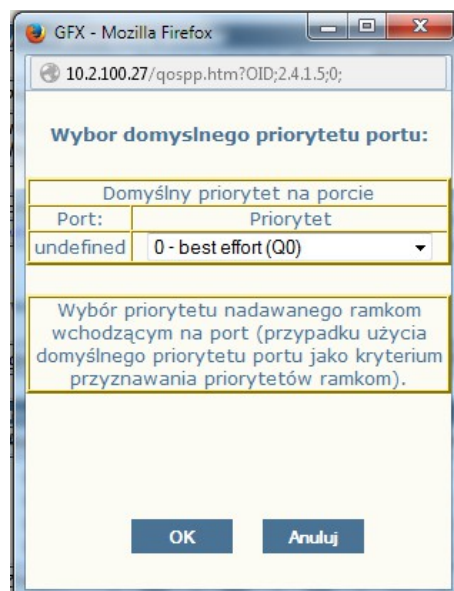 GFX - Mozilla Firefox
10.2.100.27/qospp.htm?OID;2.4.1.5;0;
Wybor domyslnego priorytetu portu:
Domyślny priorytet na porcie
Port: Priorytet
undefined 0 - best effort (Q0)
Wybór priorytetu nadawanego ramkom
wchodzącym na port (przypadku użycia
domyślnego priorytetu portu jako kryterium
przyznawania priorytetów ramkom).
OK Anuluj